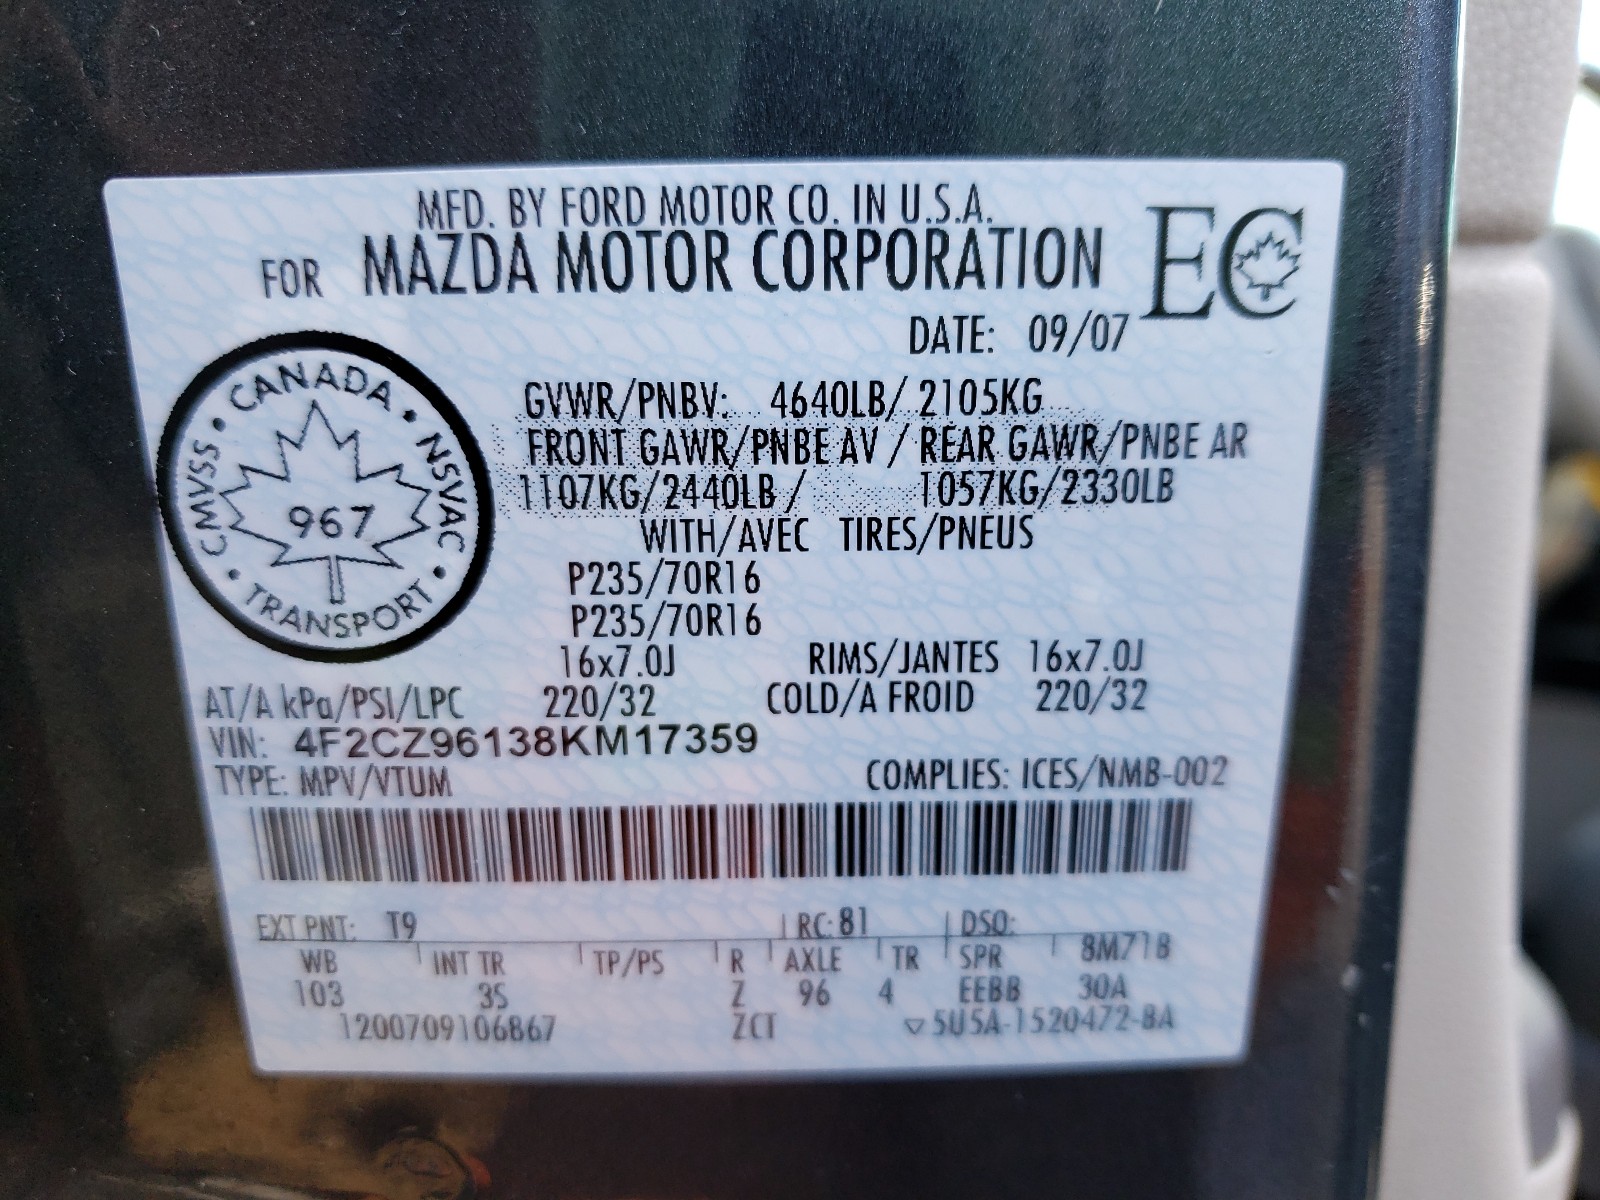 MFD. BY FORD MOTOR CO. IN U.S.A.
FOR MAZDA MOTOR CORPORATION
EC
DATE: 09/07
CANADA
CMVSS • NSVAC
967
TRANSPORT
GVWR/PNBV: 4640LB/ 2105KG
FRONT GAWR/PNBE AV / REAR GAWR/PNBE AR
1107KG/2440LB / 1057KG/2330LB
WITH/AVEC TIRES/PNEUS
P235/70R16
P235/70R16
16x7.0J RIMS/JANTES 16x7.0J
AT/A kPa/PSI/LPC 220/32 COLD/A FROID 220/32
VIN: 4F2CZ96138KM17359
TYPE: MPV/VTUM COMPLIES: ICES/NMB-002
EXT PNT: T9 RC: 81 DSO:
WB INT TR TP/PS R AXLE TR SPR 8M71B
103 3S Z 96 4 EEBB 30A
1200709106867 ZCT ▽ 5U5A-1520472-BA